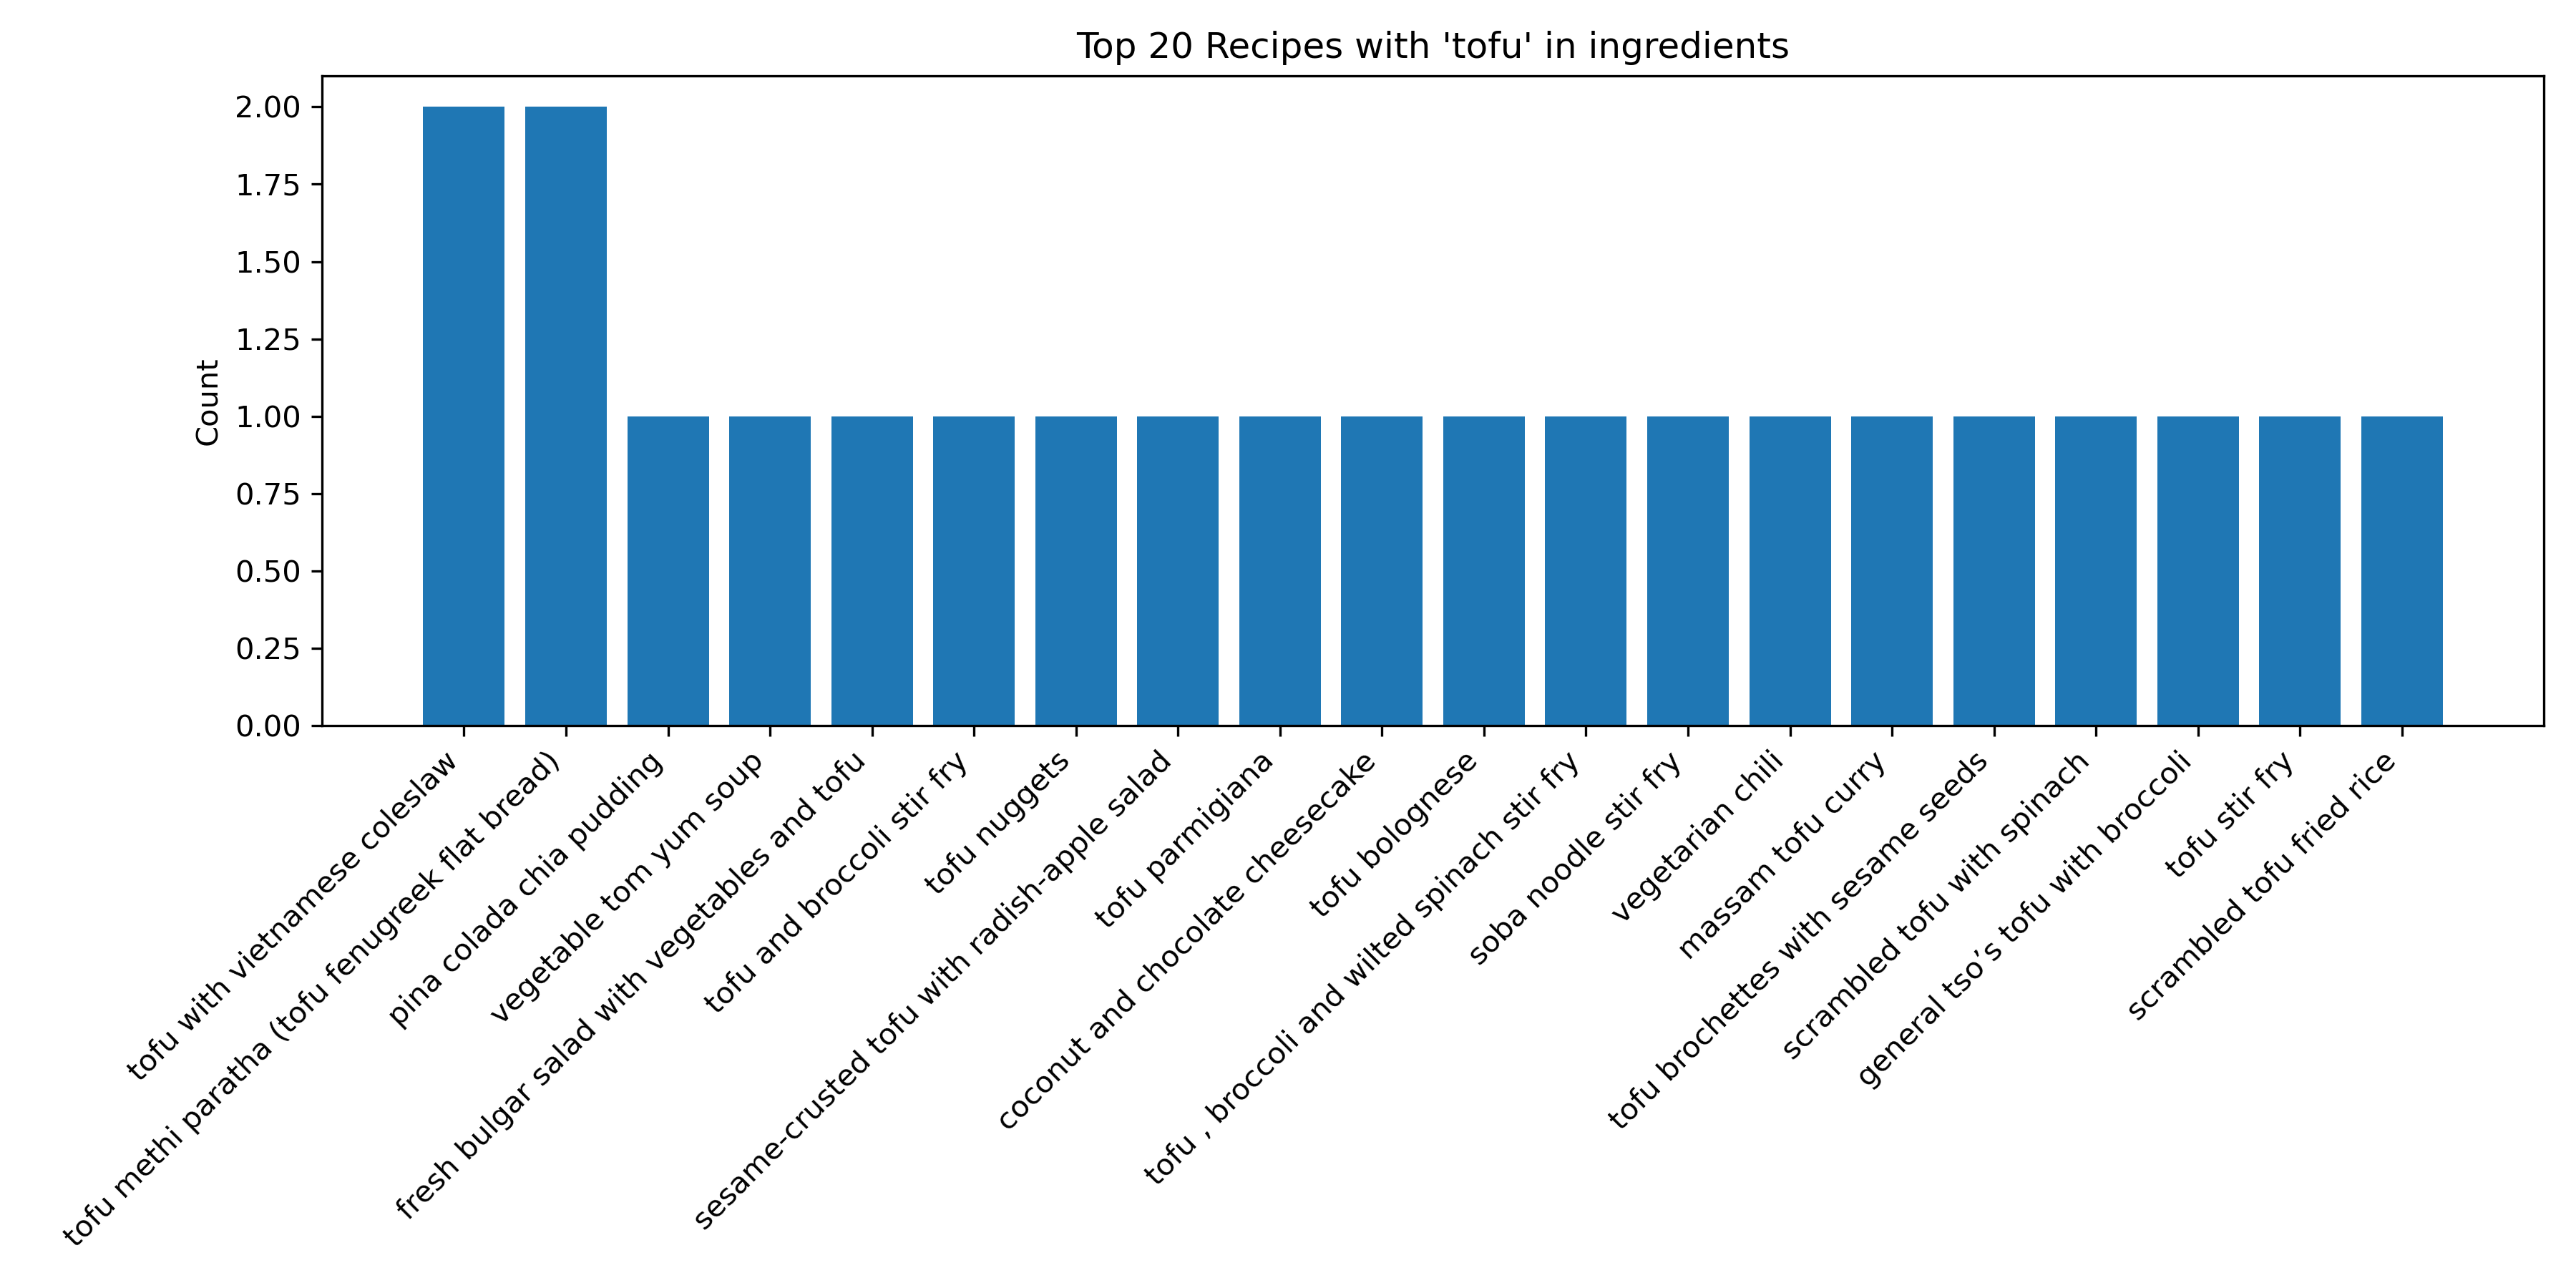 Top 20 Recipes with 'tofu' in ingredients
Count
2.00
1.75
1.50
1.25
1.00
0.75
0.50
0.25
0.00
tofu with vietnamese coleslaw
tofu methi paratha (tofu fenugreek flat bread)
pina colada chia pudding
vegetable tom yum soup
fresh bulgar salad with vegetables and tofu
tofu and broccoli stir fry
tofu nuggets
sesame-crusted tofu with radish-apple salad
tofu parmigiana
coconut and chocolate cheesecake
tofu bolognese
tofu , broccoli and wilted spinach stir fry
soba noodle stir fry
vegetarian chili
massam tofu curry
tofu brochettes with sesame seeds
scrambled tofu with spinach
general tso’s tofu with broccoli
tofu stir fry
scrambled tofu fried rice